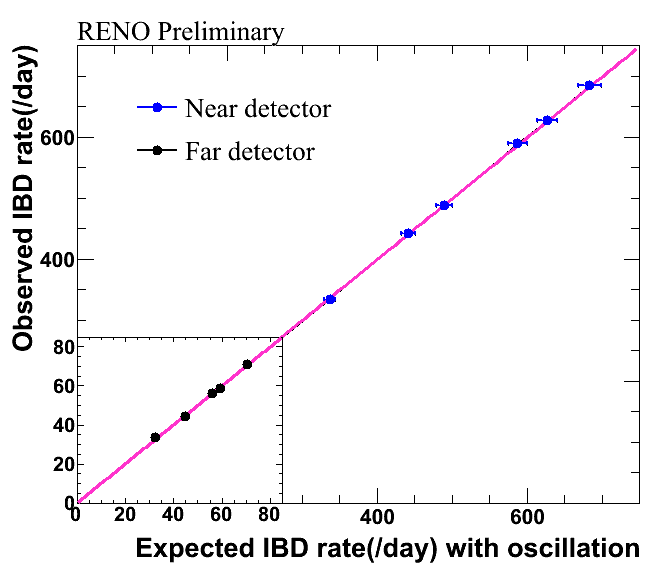 RENO Preliminary
Observed IBD rate(/day)
Near detector
Far detector
600
400
80
60
40
20
0
0 20 40 60 80
400 600
Expected IBD rate(/day) with oscillation